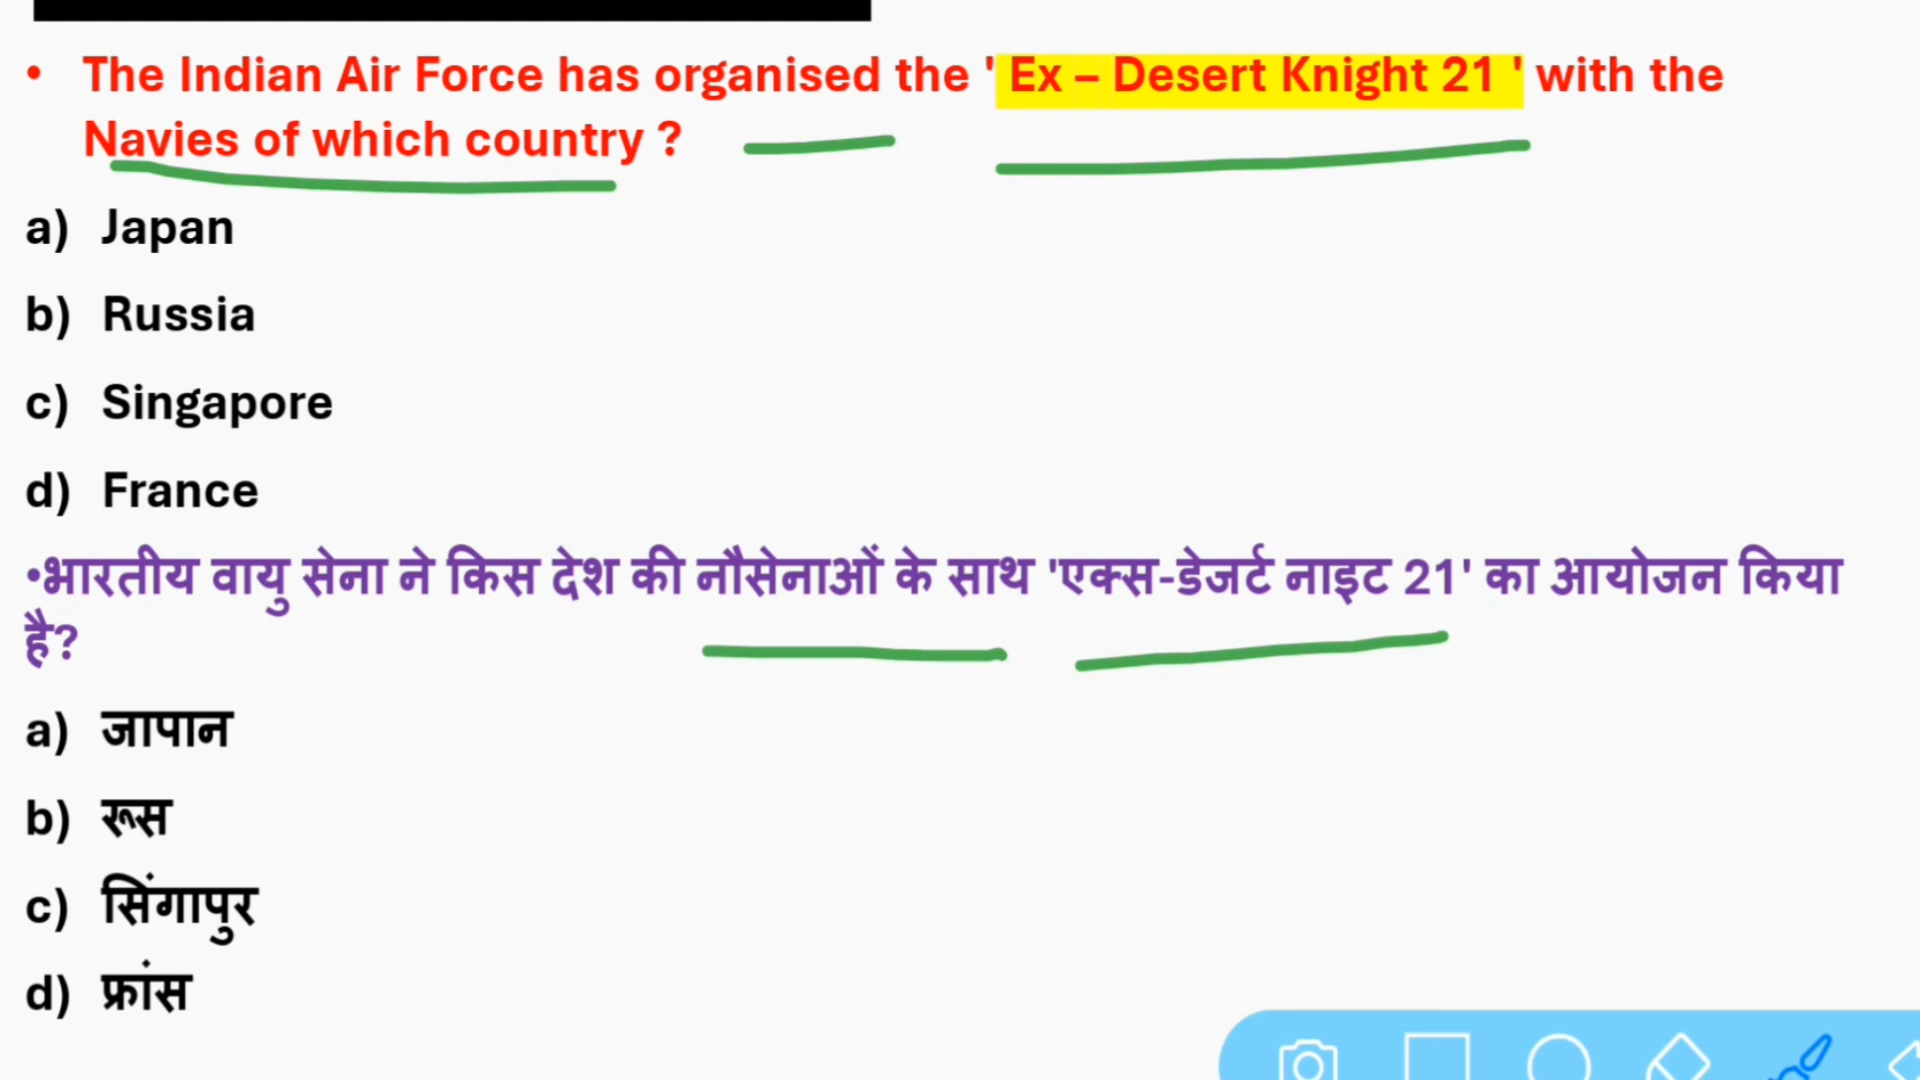 • The Indian Air Force has organised the ' Ex – Desert Knight 21 ' with the
Navies of which country ?
a) Japan
b) Russia
c) Singapore
d) France
•भारतीय वायु सेना ने किस देश की नौसेनाओं के साथ 'एक्स-डेजर्ट नाइट 21' का आयोजन किया
है?
a) जापान
b) रूस
c) सिंगापुर
d) फ्रांस